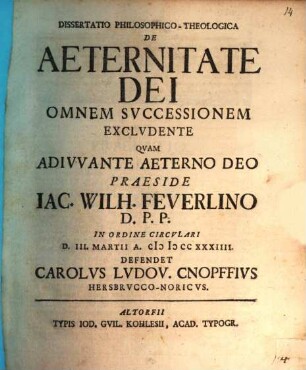 14
DISSERTATIO PHILOSOPHICO-THEOLOGICA
DE
AETERNITATE
DEI
OMNEM SVCCESSIONEM
EXCLVDENTE
QVAM
ADIVVANTE AETERNO DEO
PRAESIDE
IAC. WILH. FEVERLINO
D. P. P.
IN ORDINE CIRCVLARI
D. III. MARTII A. cIↃ IↃ CC XXXIIII.
DEFENDET
CAROLVS LVDOV. CNOPFFIVS
HERSBRVCCO-NORICVS.
ALTORFII
TYPIS IOD. GVIL. KOHLESII, ACAD. TYPOGR.